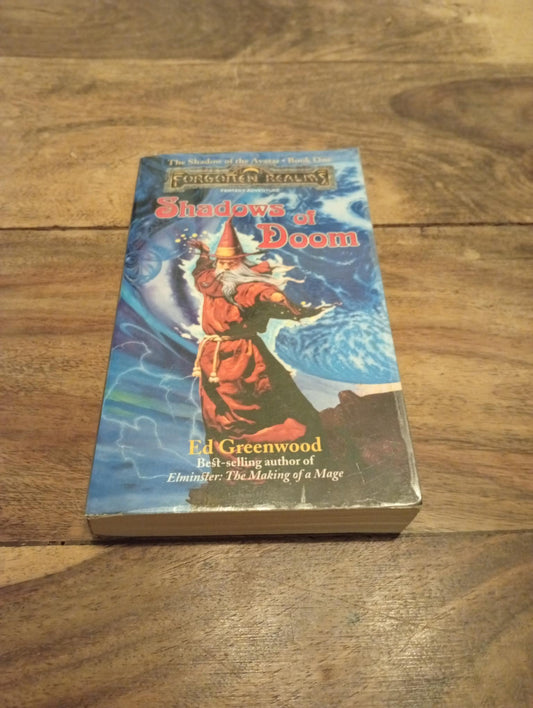 The Shadow of the Avatar • Book One
FORGOTTEN REALMS
FANTASY ADVENTURE
Shadows of
Doom
Ed Greenwood
Best-selling author of
Elminster: The Making of a Mage